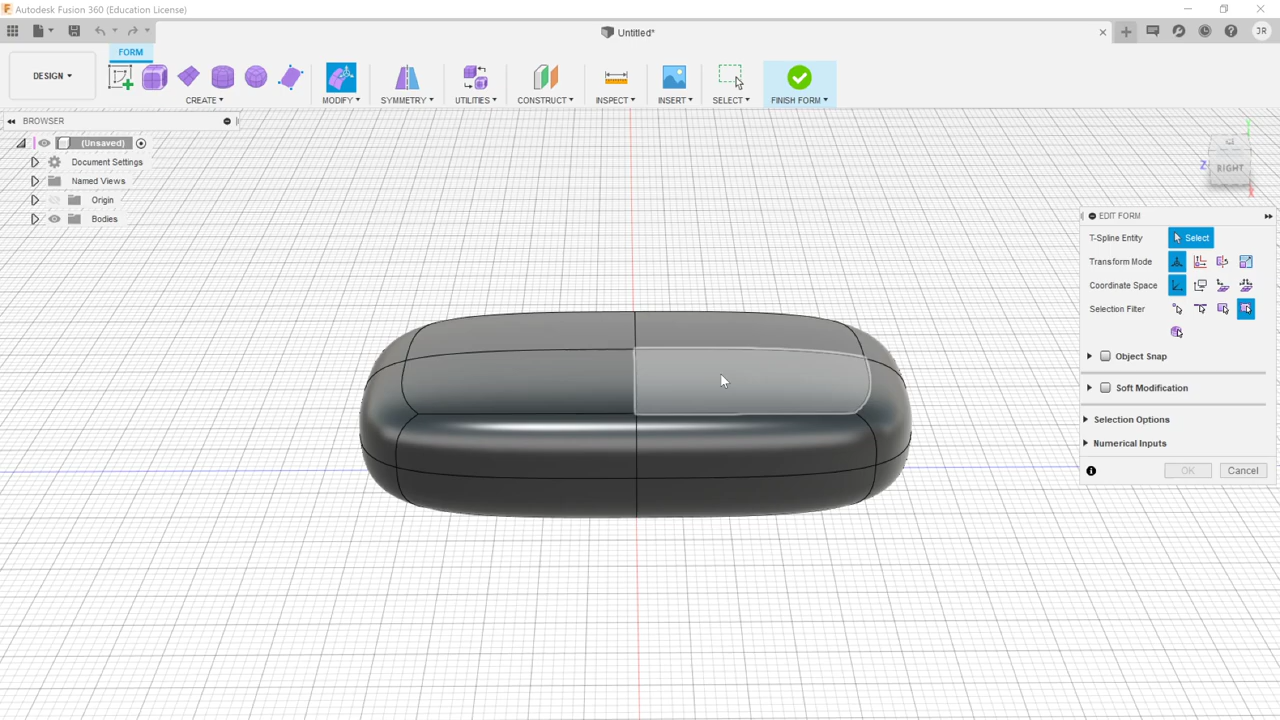 Autodesk Fusion 360 (Education License)
Untitled*
JR
FORM
DESIGN
CREATE
MODIFY
SYMMETRY
UTILITIES
CONSTRUCT
INSPECT
INSERT
SELECT
FINISH FORM
BROWSER
(Unsaved)
Document Settings
Named Views
Origin
Bodies
Y
Z
RIGHT
X
EDIT FORM
T-Spline Entity
Select
Transform Mode
Coordinate Space
Selection Filter
Object Snap
Soft Modification
Selection Options
Numerical Inputs
OK
Cancel